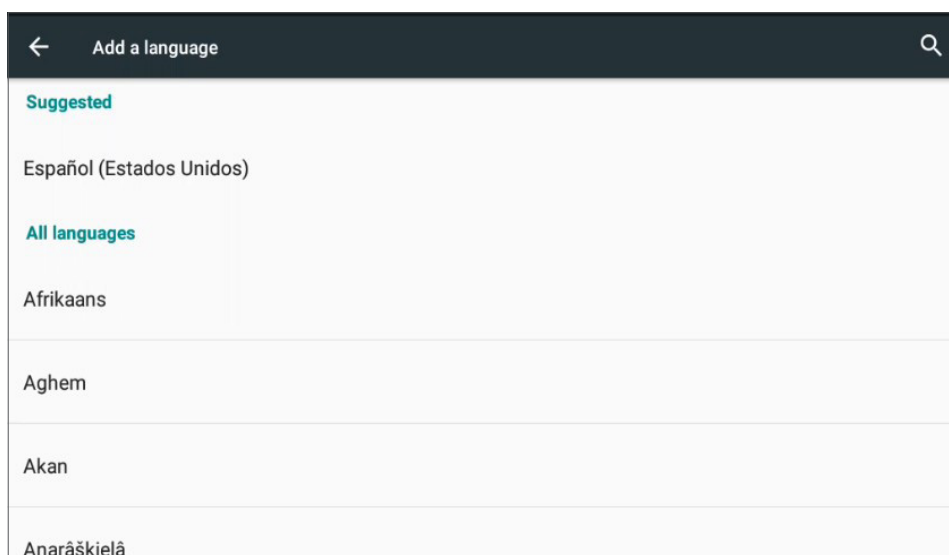 Add a language
Suggested
Español (Estados Unidos)
All languages
Afrikaans
Aghem
Akan
Anarâškielâ